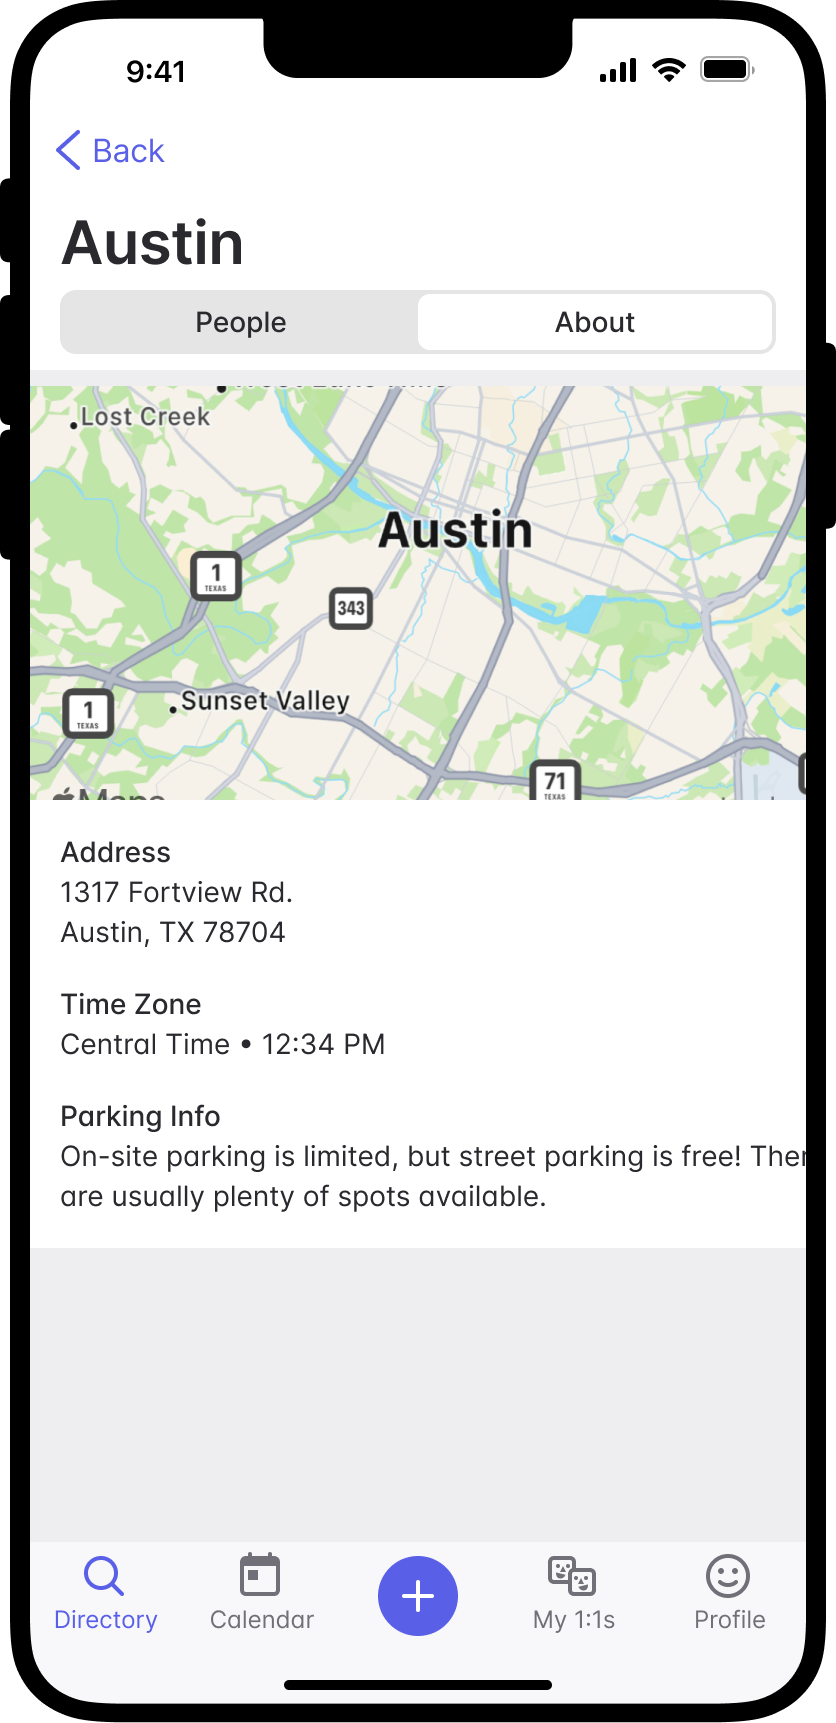 9:41
Back
Austin
People
About
Lost Creek
Austin
1
TEXAS
343
Sunset Valley
1
TEXAS
71
TEXAS
Maps
Address
1317 Fortview Rd.
Austin, TX 78704
Time Zone
Central Time • 12:34 PM
Parking Info
On-site parking is limited, but street parking is free! Ther
are usually plenty of spots available.
Directory
Calendar
My 1:1s
Profile